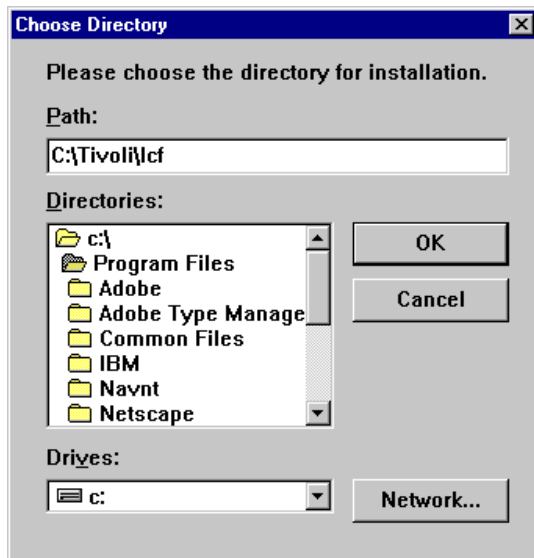 Choose Directory
Please choose the directory for installation.
Path:
C:\Tivoli\lcf
Directories:
c:\
OK
Program Files
Adobe
Cancel
Adobe Type Manage
Common Files
IBM
Navnt
Netscape
Drives:
c:
Network...